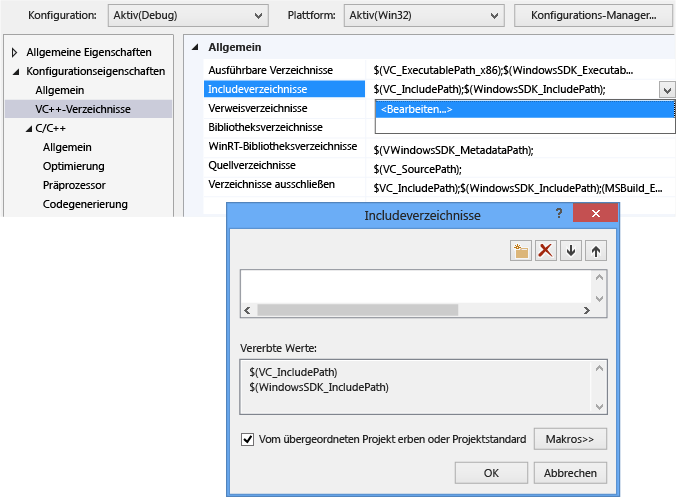 Konfiguration: Aktiv(Debug) Plattform: Aktiv(Win32) Konfigurations-Manager...
Allgemeine Eigenschaften
Konfigurationseigenschaften
Allgemein
VC++-Verzeichnisse
C/C++
Allgemein
Optimierung
Präprozessor
Codegenerierung
Allgemein
Ausführbare Verzeichnisse $(VC_ExecutablePath_x86);$(WindowsSDK_Executab...
Includeverzeichnisse $(VC_IncludePath);$(WindowsSDK_IncludePath);
Verweisverzeichnisse <Bearbeiten...>
Bibliotheksverzeichnisse
WinRT-Bibliotheksverzeichnisse $(VWindowsSDK_MetadataPath);
Quellverzeichnisse $(VC_SourcePath);
Verzeichnisse ausschließen $VC_IncludePath);$(WindowsSDK_IncludePath);(MSBuild_E...
Includeverzeichnisse ?
Vererbte Werte:
$(VC_IncludePath)
$(WindowsSDK_IncludePath)
Vom übergeordneten Projekt erben oder Projektstandard Makros>>
OK Abbrechen